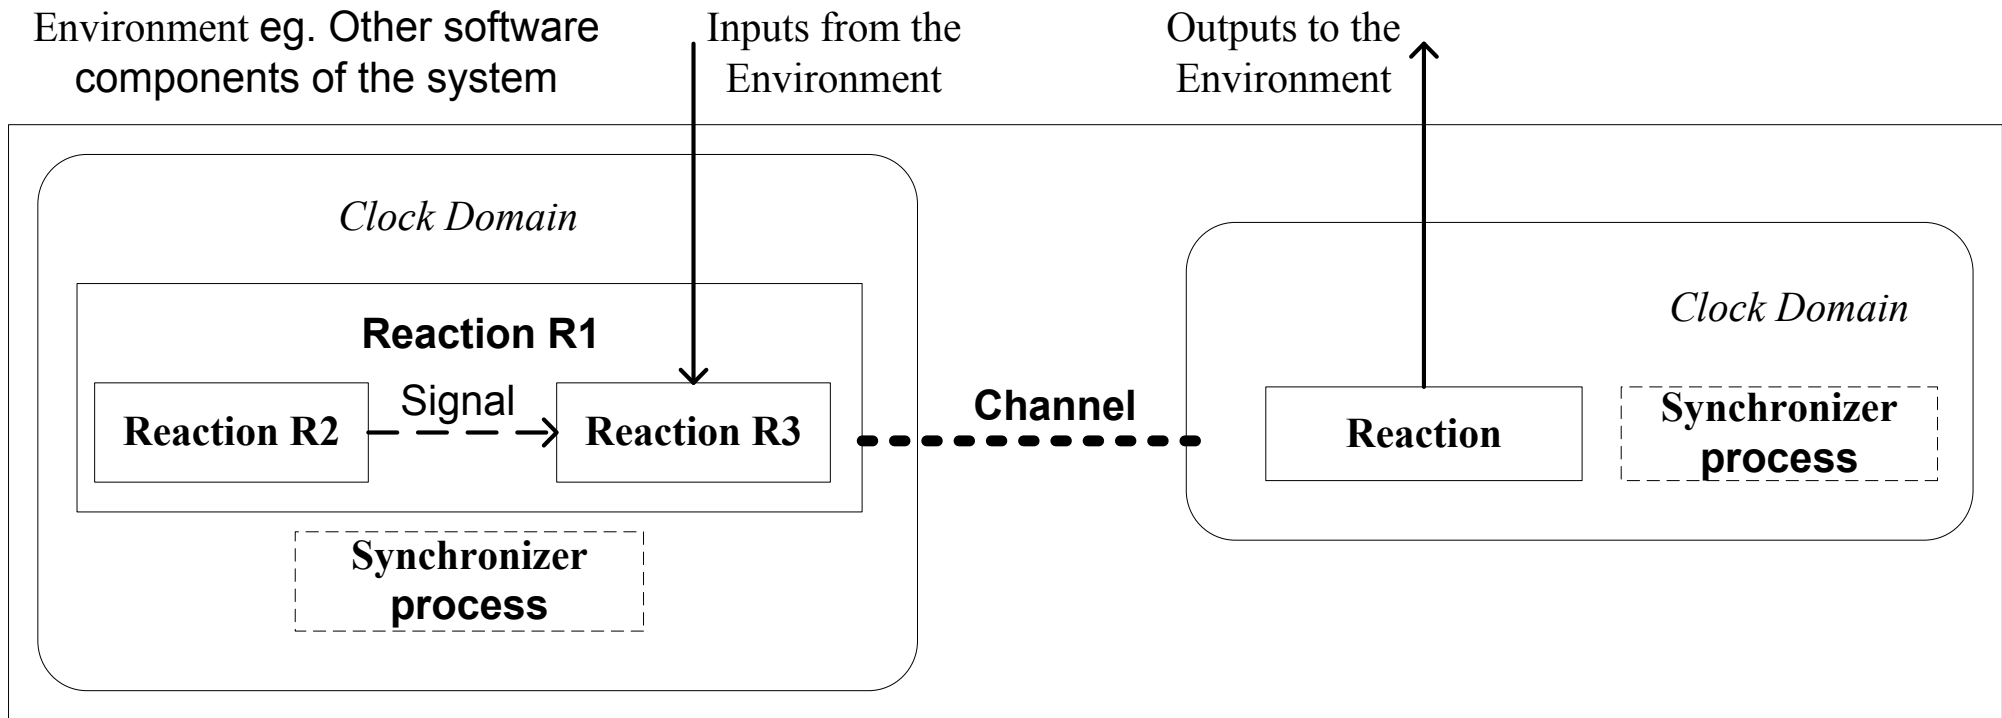 Environment eg. Other software
components of the system
Inputs from the
Environment
Outputs to the
Environment
Clock Domain
Reaction R1
Reaction R2
Signal
Reaction R3
Synchronizer
process
Channel
Clock Domain
Reaction
Synchronizer
process